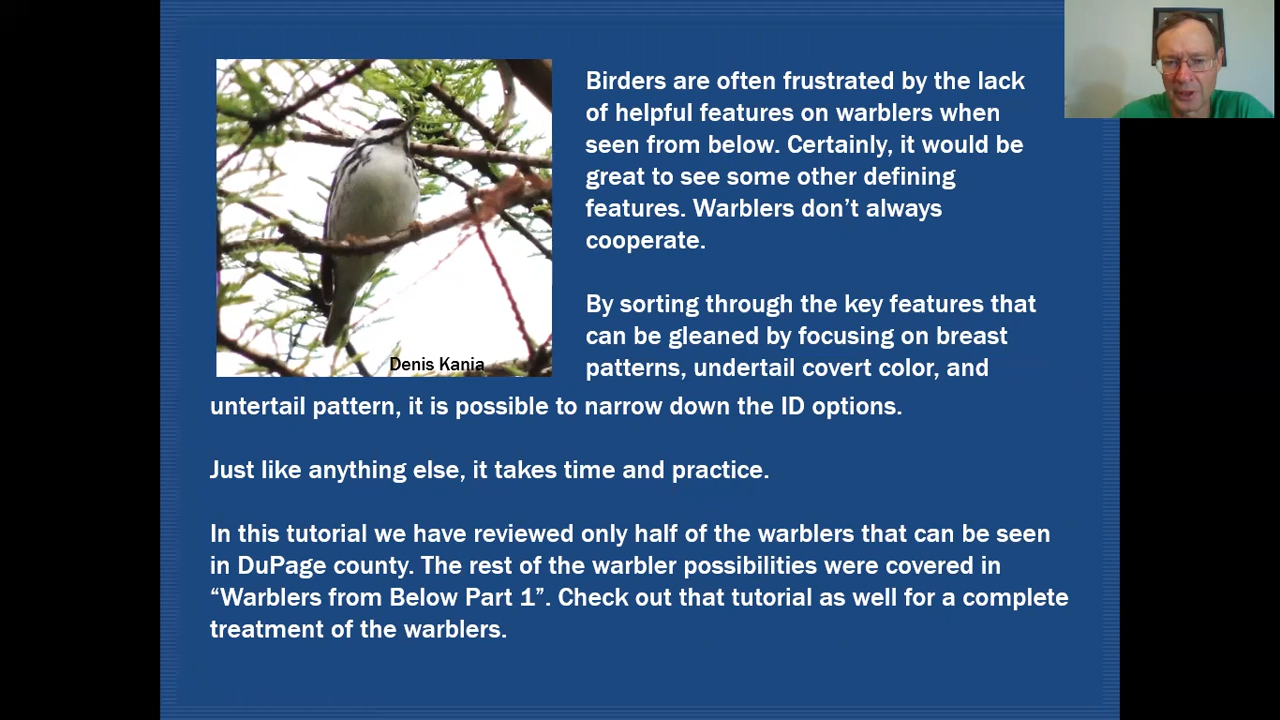 Birders are often frustrated by the lack
of helpful features on warblers when
seen from below. Certainly, it would be
great to see some other defining
features. Warblers don’t always
cooperate.
By sorting through the key features that
can be gleaned by focusing on breast
patterns, undertail covert color, and
Denis Kania
untertail pattern, it is possible to narrow down the ID options.
Just like anything else, it takes time and practice.
In this tutorial we have reviewed only half of the warblers that can be seen
in DuPage county. The rest of the warbler possibilities were covered in
“Warblers from Below Part 1”. Check out that tutorial as well for a complete
treatment of the warblers.